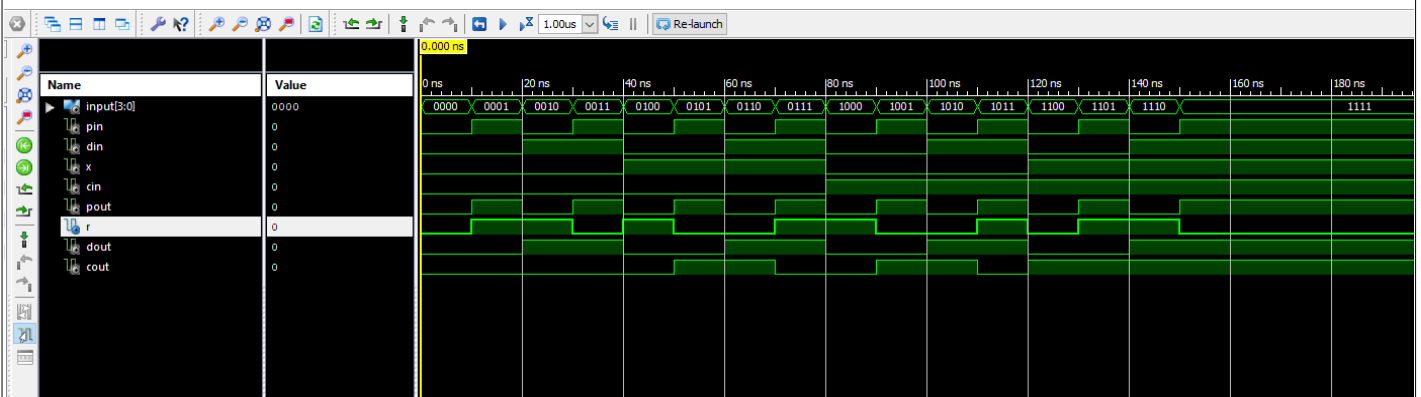 1.00us Re-launch
0.000 ns
Name Value 0 ns 20 ns 40 ns 60 ns 80 ns 100 ns 120 ns 140 ns 160 ns 180 ns
input[3:0] 0000 0000 0001 0010 0011 0100 0101 0110 0111 1000 1001 1010 1011 1100 1101 1110 1111
pin 0
din 0
x 0
cin 0
pout 0
r 0
dout 0
cout 0